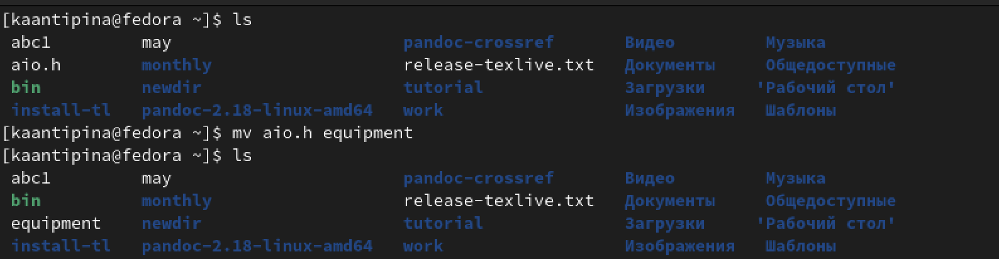 [kaantipina@fedora ~]$ ls
abc1 may pandoc-crossref Видео Музыка
aio.h monthly release-texlive.txt Документы Общедоступные
bin newdir tutorial Загрузки 'Рабочий стол'
install-tl pandoc-2.18-linux-amd64 work Изображения Шаблоны
[kaantipina@fedora ~]$ mv aio.h equipment
[kaantipina@fedora ~]$ ls
abc1 may pandoc-crossref Видео Музыка
bin monthly release-texlive.txt Документы Общедоступные
equipment newdir tutorial Загрузки 'Рабочий стол'
install-tl pandoc-2.18-linux-amd64 work Изображения Шаблоны